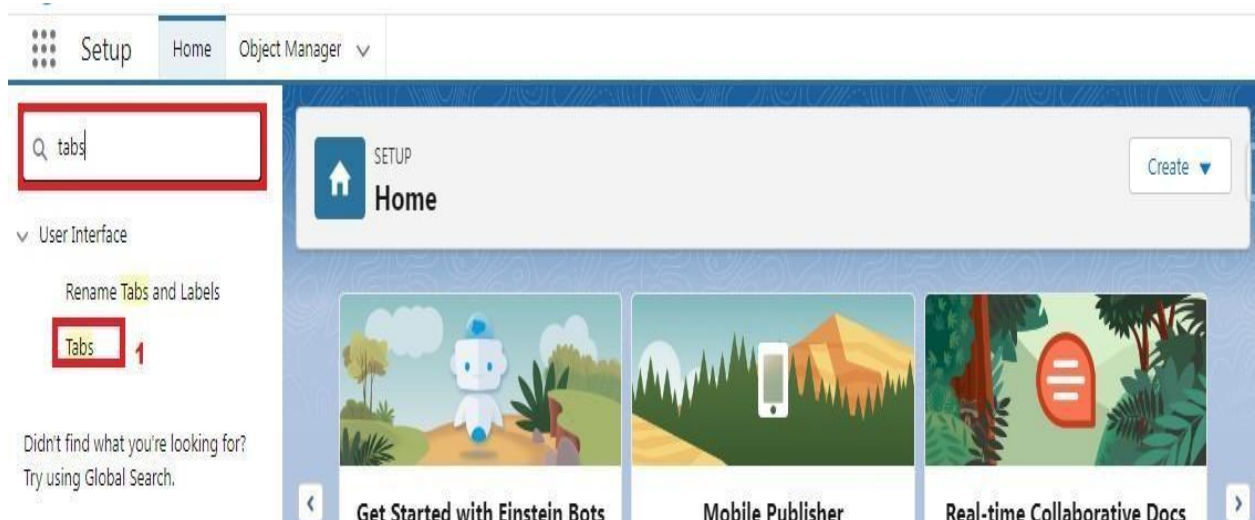 Setup Home Object Manager
tabs
User Interface
Rename Tabs and Labels
Tabs 1
Didn't find what you're looking for?
Try using Global Search.
SETUP
Home
Create
Get Started with Einstein Bots
Mobile Publisher
Real-time Collaborative Docs